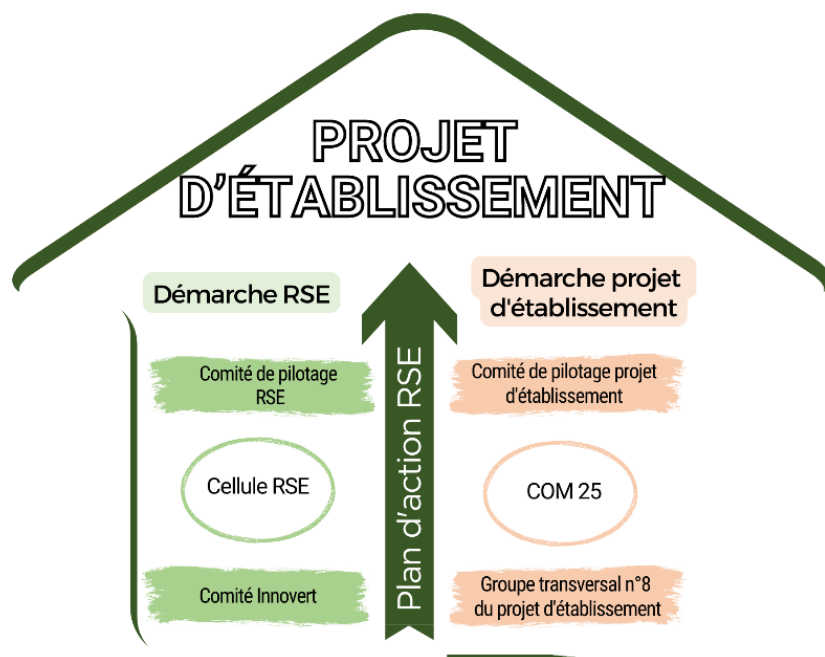 PROJET
D'ÉTABLISSEMENT
Démarche RSE
Comité de pilotage
RSE
Cellule RSE
Comité Innovert
Plan d'action RSE
Démarche projet
d'établissement
Comité de pilotage projet
d'établissement
COM 25
Groupe transversal n°8
du projet d'établissement